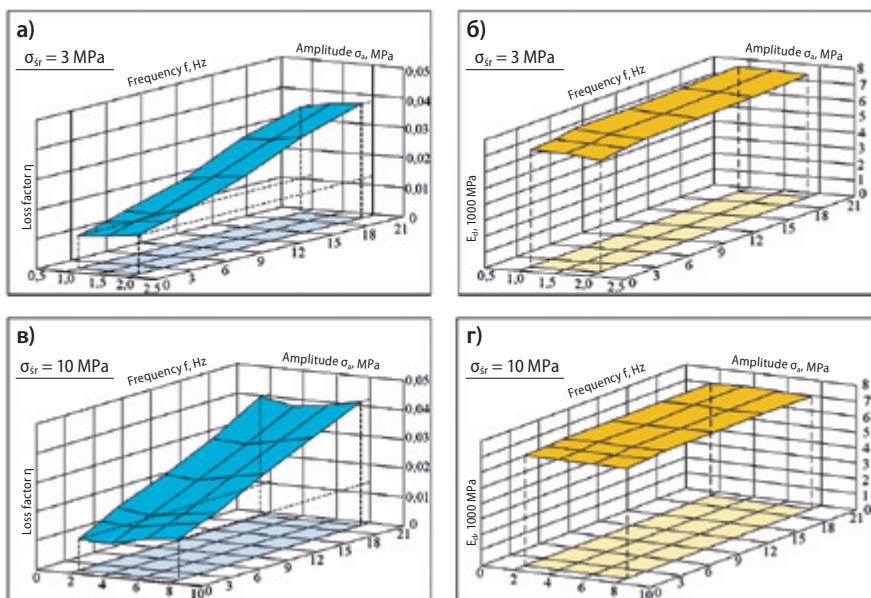 а)
σśr = 3 MPa
Frequency f, Hz
Amplitude σa, MPa
Loss factor η
0,05
0,04
0,03
0,02
0,01
0
0,5 1,0 1,5 2,0 2,5
0 3 6 9 12 15 18 21
б)
σśr = 3 MPa
Frequency f, Hz
Amplitude σa, MPa
Ed, 1000 MPa
8
7
6
5
4
3
2
1
0
0,5 1,0 1,5 2,0 2,5
0 3 6 9 12 15 18 21
в)
σśr = 10 MPa
Frequency f, Hz
Amplitude σa, MPa
Loss factor η
0,05
0,04
0,03
0,02
0,01
0
0 2 4 6 8 10
0 3 6 9 12 15 18 21
г)
σśr = 10 MPa
Frequency f, Hz
Amplitude σa, MPa
Ed, 1000 MPa
8
7
6
5
4
3
2
1
0
0 2 4 6 8 10
0 3 6 9 12 15 18 21